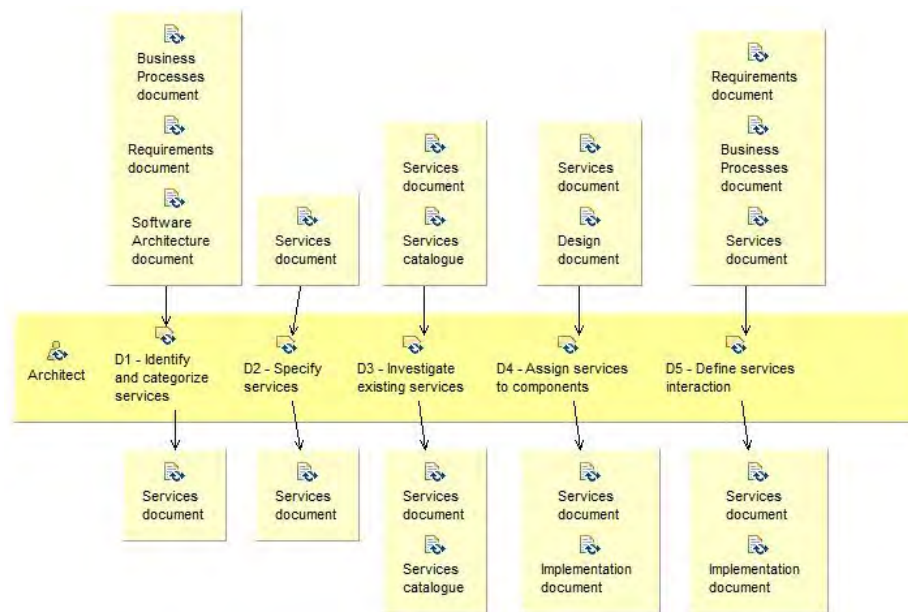 Business
Processes
document
Requirements
document
Software
Architecture
document
Services
document
Services
document
Services
catalogue
Services
document
Design
document
Requirements
document
Business
Processes
document
Services
document
Architect
D1 - Identify
and categorize
services
D2 - Specify
services
D3 - Investigate
existing services
D4 - Assign services
to components
D5 - Define services
interaction
Services
document
Services
document
Services
document
Services
catalogue
Services
document
Implementation
document
Services
document
Implementation
document